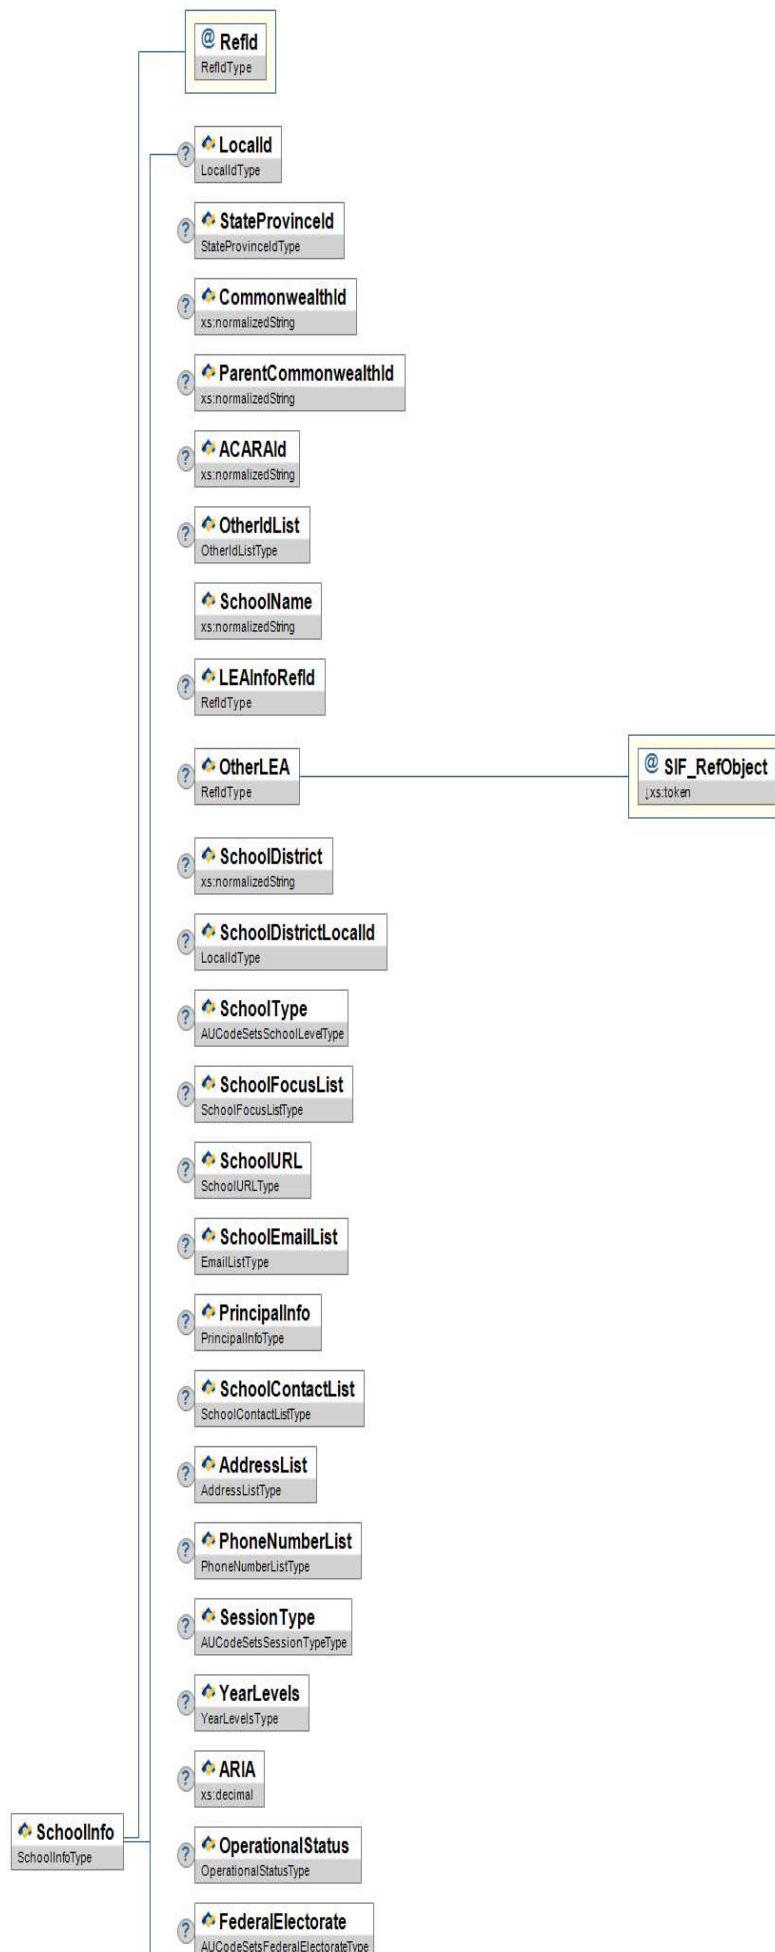 @ RefId
RefIdType
? LocalId
LocalIdType
? StateProvinceId
StateProvinceIdType
? CommonwealthId
xs:normalizedString
? ParentCommonwealthId
xs:normalizedString
? ACARAId
xs:normalizedString
? OtherIdList
OtherIdListType
SchoolName
xs:normalizedString
? LEAInfoRefId
RefIdType
? OtherLEA
RefIdType
@ SIF_RefObject
↓xs:token
? SchoolDistrict
xs:normalizedString
? SchoolDistrictLocalId
LocalIdType
? SchoolType
AUCodeSetsSchoolLevelType
? SchoolFocusList
SchoolFocusListType
? SchoolURL
SchoolURLType
? SchoolEmailList
EmailListType
? PrincipalInfo
PrincipalInfoType
? SchoolContactList
SchoolContactListType
? AddressList
AddressListType
? PhoneNumberList
PhoneNumberListType
? SessionType
AUCodeSetsSessionTypeType
? YearLevels
YearLevelsType
? ARIA
xs:decimal
SchoolInfo
SchoolInfoType
? OperationalStatus
OperationalStatusType
? FederalElectorate
AUCodeSetsFederalElectorateType